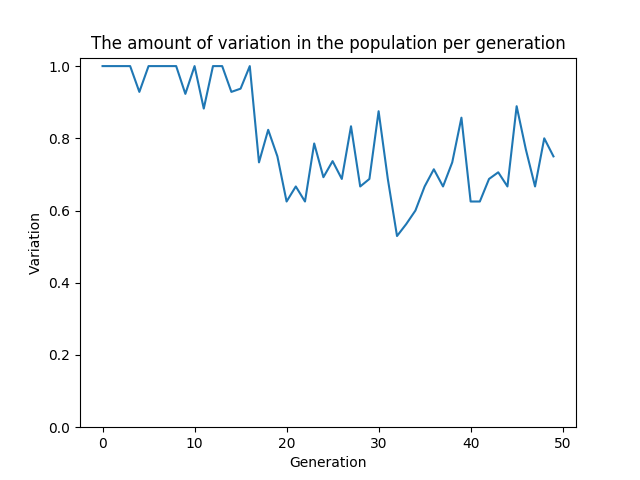 The amount of variation in the population per generation
1.0
0.8
0.6
0.4
0.2
0.0
Variation
0 10 20 30 40 50
Generation